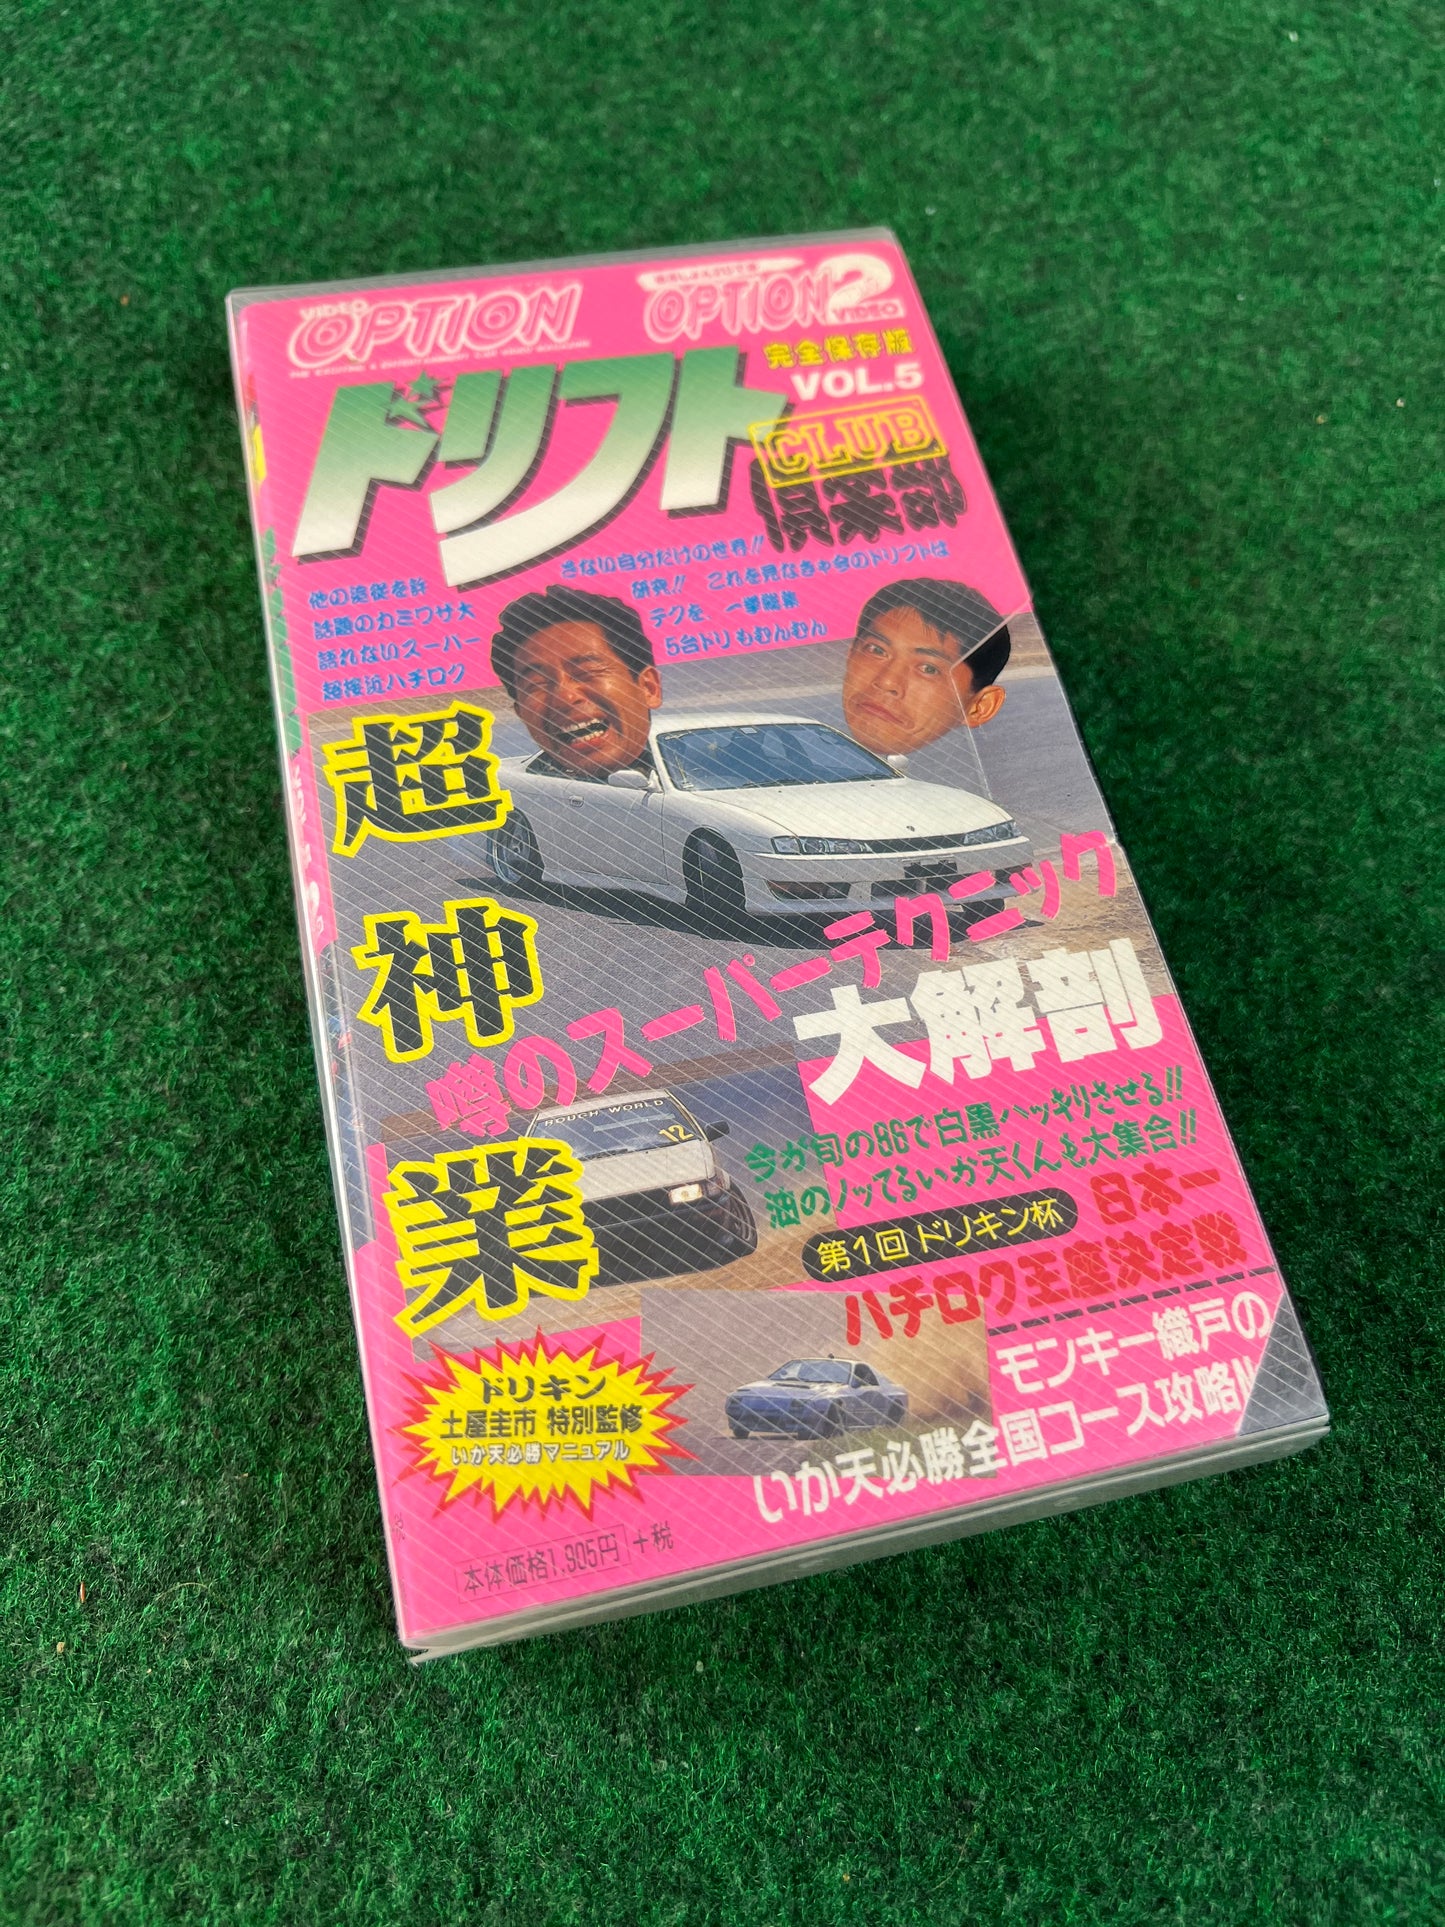 VIDEO OPTION
OPTION2 VIDEO
完全保存版
VOL.5
ドリフト
CLUB
倶楽部
他の追従を許さない自分だけの世界!!
話題のカミワザ大研究!! これを見なきゃ今のドリフトは
語れないスーパーテクを、一挙凝集
超接近ハチロク5台ドリもむんむん
超神業
噂のスーパーテクニック
大解剖
ROUGH WORLD
12
今が旬の86で白黒ハッキリさせる!!
油のノッてるいか天くんも大集合!!
第1回 ドリキン杯
日本一
ハチロク王座決定戦
モンキー織戸の
いか天必勝全国コース攻略!!
ドリキン
土屋圭市 特別監修
いか天必勝マニュアル
本体価格1,905円+税